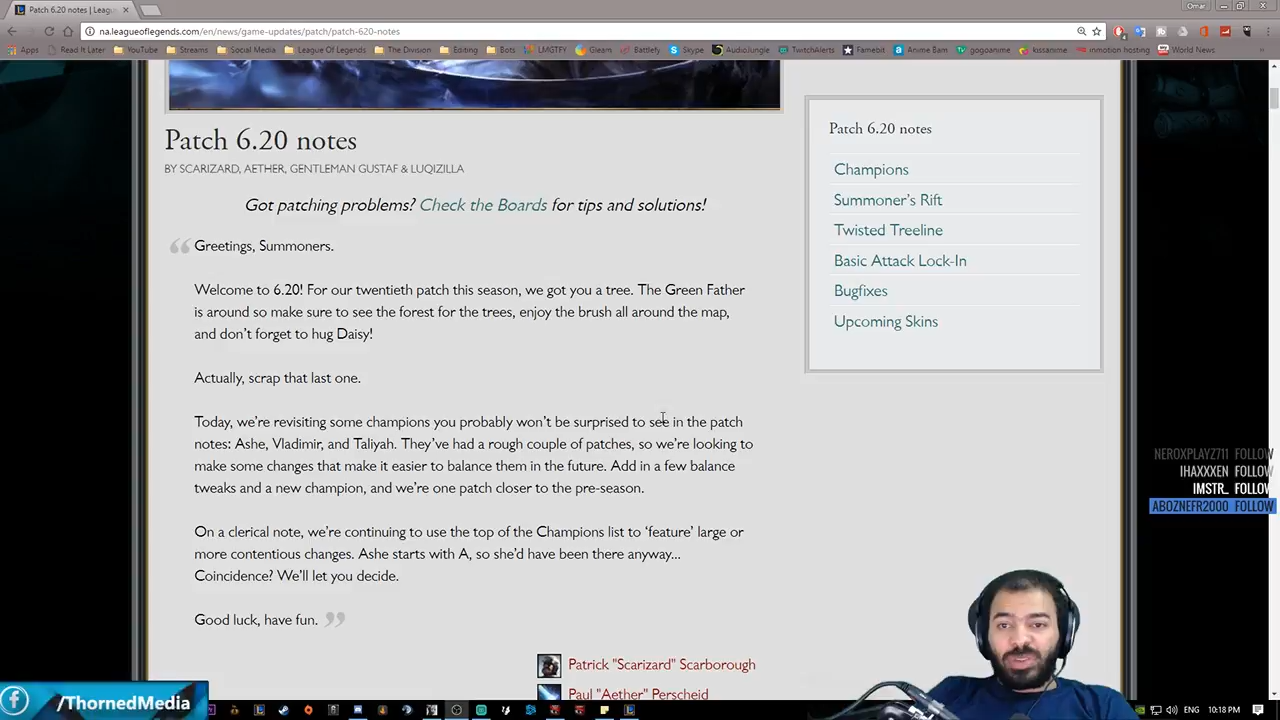 Patch 6.20 notes | Leagu
Omar
na.leagueoflegends.com/en/news/game-updates/patch/patch-620-notes
Apps Read It Later YouTube Streams Social Media League Of Legends The Division Editing Bots LMGTFY Gleam Battlefy Skype AudioJungle TwitchAlerts Famebit Anime Bam gogoanime kissanime inmotion hosting World News
Patch 6.20 notes
BY SCARIZARD, AETHER, GENTLEMAN GUSTAF & LUQIZILLA
Got patching problems? Check the Boards for tips and solutions!
Greetings, Summoners.
Welcome to 6.20! For our twentieth patch this season, we got you a tree. The Green Father
is around so make sure to see the forest for the trees, enjoy the brush all around the map,
and don't forget to hug Daisy!
Actually, scrap that last one.
Today, we're revisiting some champions you probably won't be surprised to see in the patch
notes: Ashe, Vladimir, and Taliyah. They've had a rough couple of patches, so we're looking to
make some changes that make it easier to balance them in the future. Add in a few balance
tweaks and a new champion, and we're one patch closer to the pre-season.
On a clerical note, we're continuing to use the top of the Champions list to 'feature' large or
more contentious changes. Ashe starts with A, so she'd have been there anyway...
Coincidence? We'll let you decide.
Good luck, have fun.
Patrick "Scarizard" Scarborough
Paul "Aether" Perscheid
Patch 6.20 notes
Champions
Summoner's Rift
Twisted Treeline
Basic Attack Lock-In
Bugfixes
Upcoming Skins
NEROXPLAYZ711 FOLLOW
IHAXXXEN FOLLOW
IMSTR_ FOLLOW
ABOZNEFR2000 FOLLOW
/ThornedMedia
ENG 10:18 PM